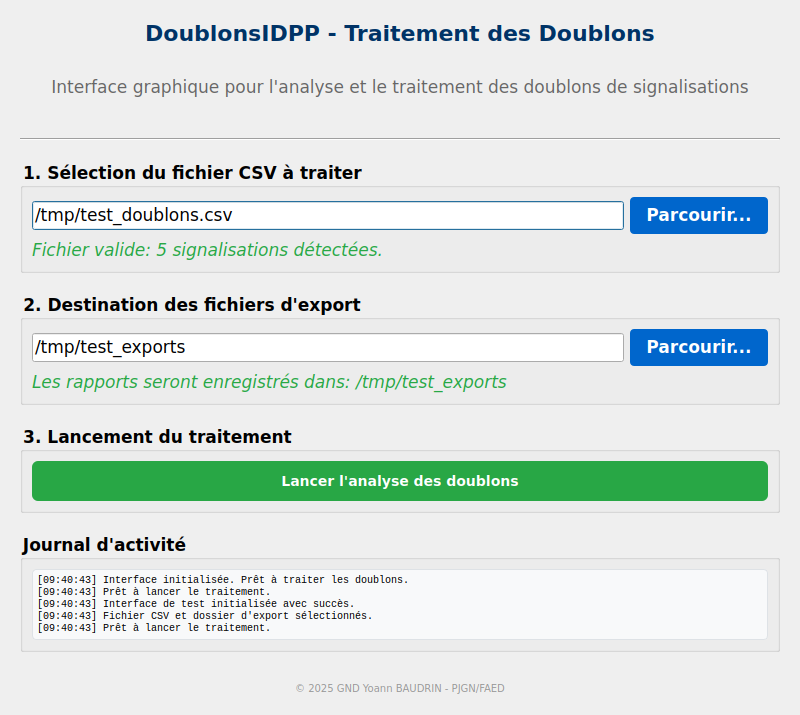 DoublonsIDPP - Traitement des Doublons
Interface graphique pour l'analyse et le traitement des doublons de signalisations
1. Sélection du fichier CSV à traiter
/tmp/test_doublons.csv
Parcourir...
Fichier valide: 5 signalisations détectées.
2. Destination des fichiers d'export
/tmp/test_exports
Parcourir...
Les rapports seront enregistrés dans: /tmp/test_exports
3. Lancement du traitement
Lancer l'analyse des doublons
Journal d'activité
[09:40:43] Interface initialisée. Prêt à traiter les doublons.
[09:40:43] Prêt à lancer le traitement.
[09:40:43] Interface de test initialisée avec succès.
[09:40:43] Fichier CSV et dossier d'export sélectionnés.
[09:40:43] Prêt à lancer le traitement.
© 2025 GND Yoann BAUDRIN - PJGN/FAED